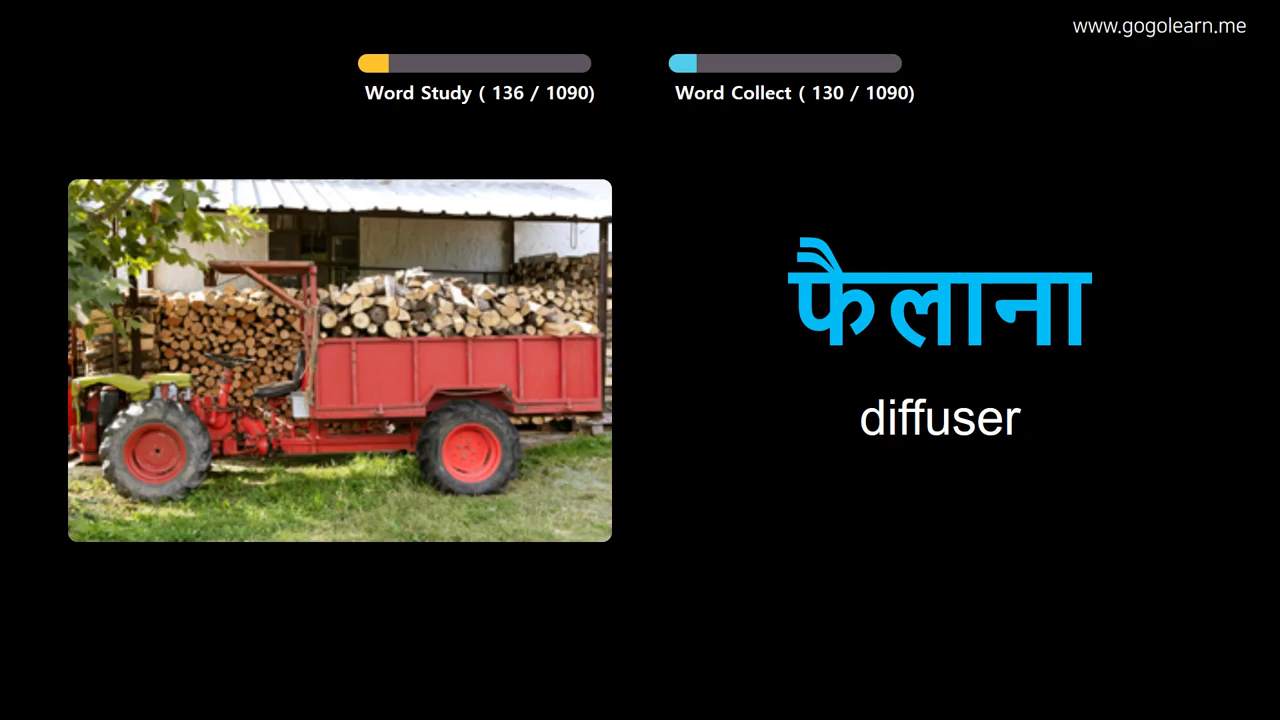 www.gogolearn.me
Word Study ( 136 / 1090)
Word Collect ( 130 / 1090)
फैलाना
diffuser